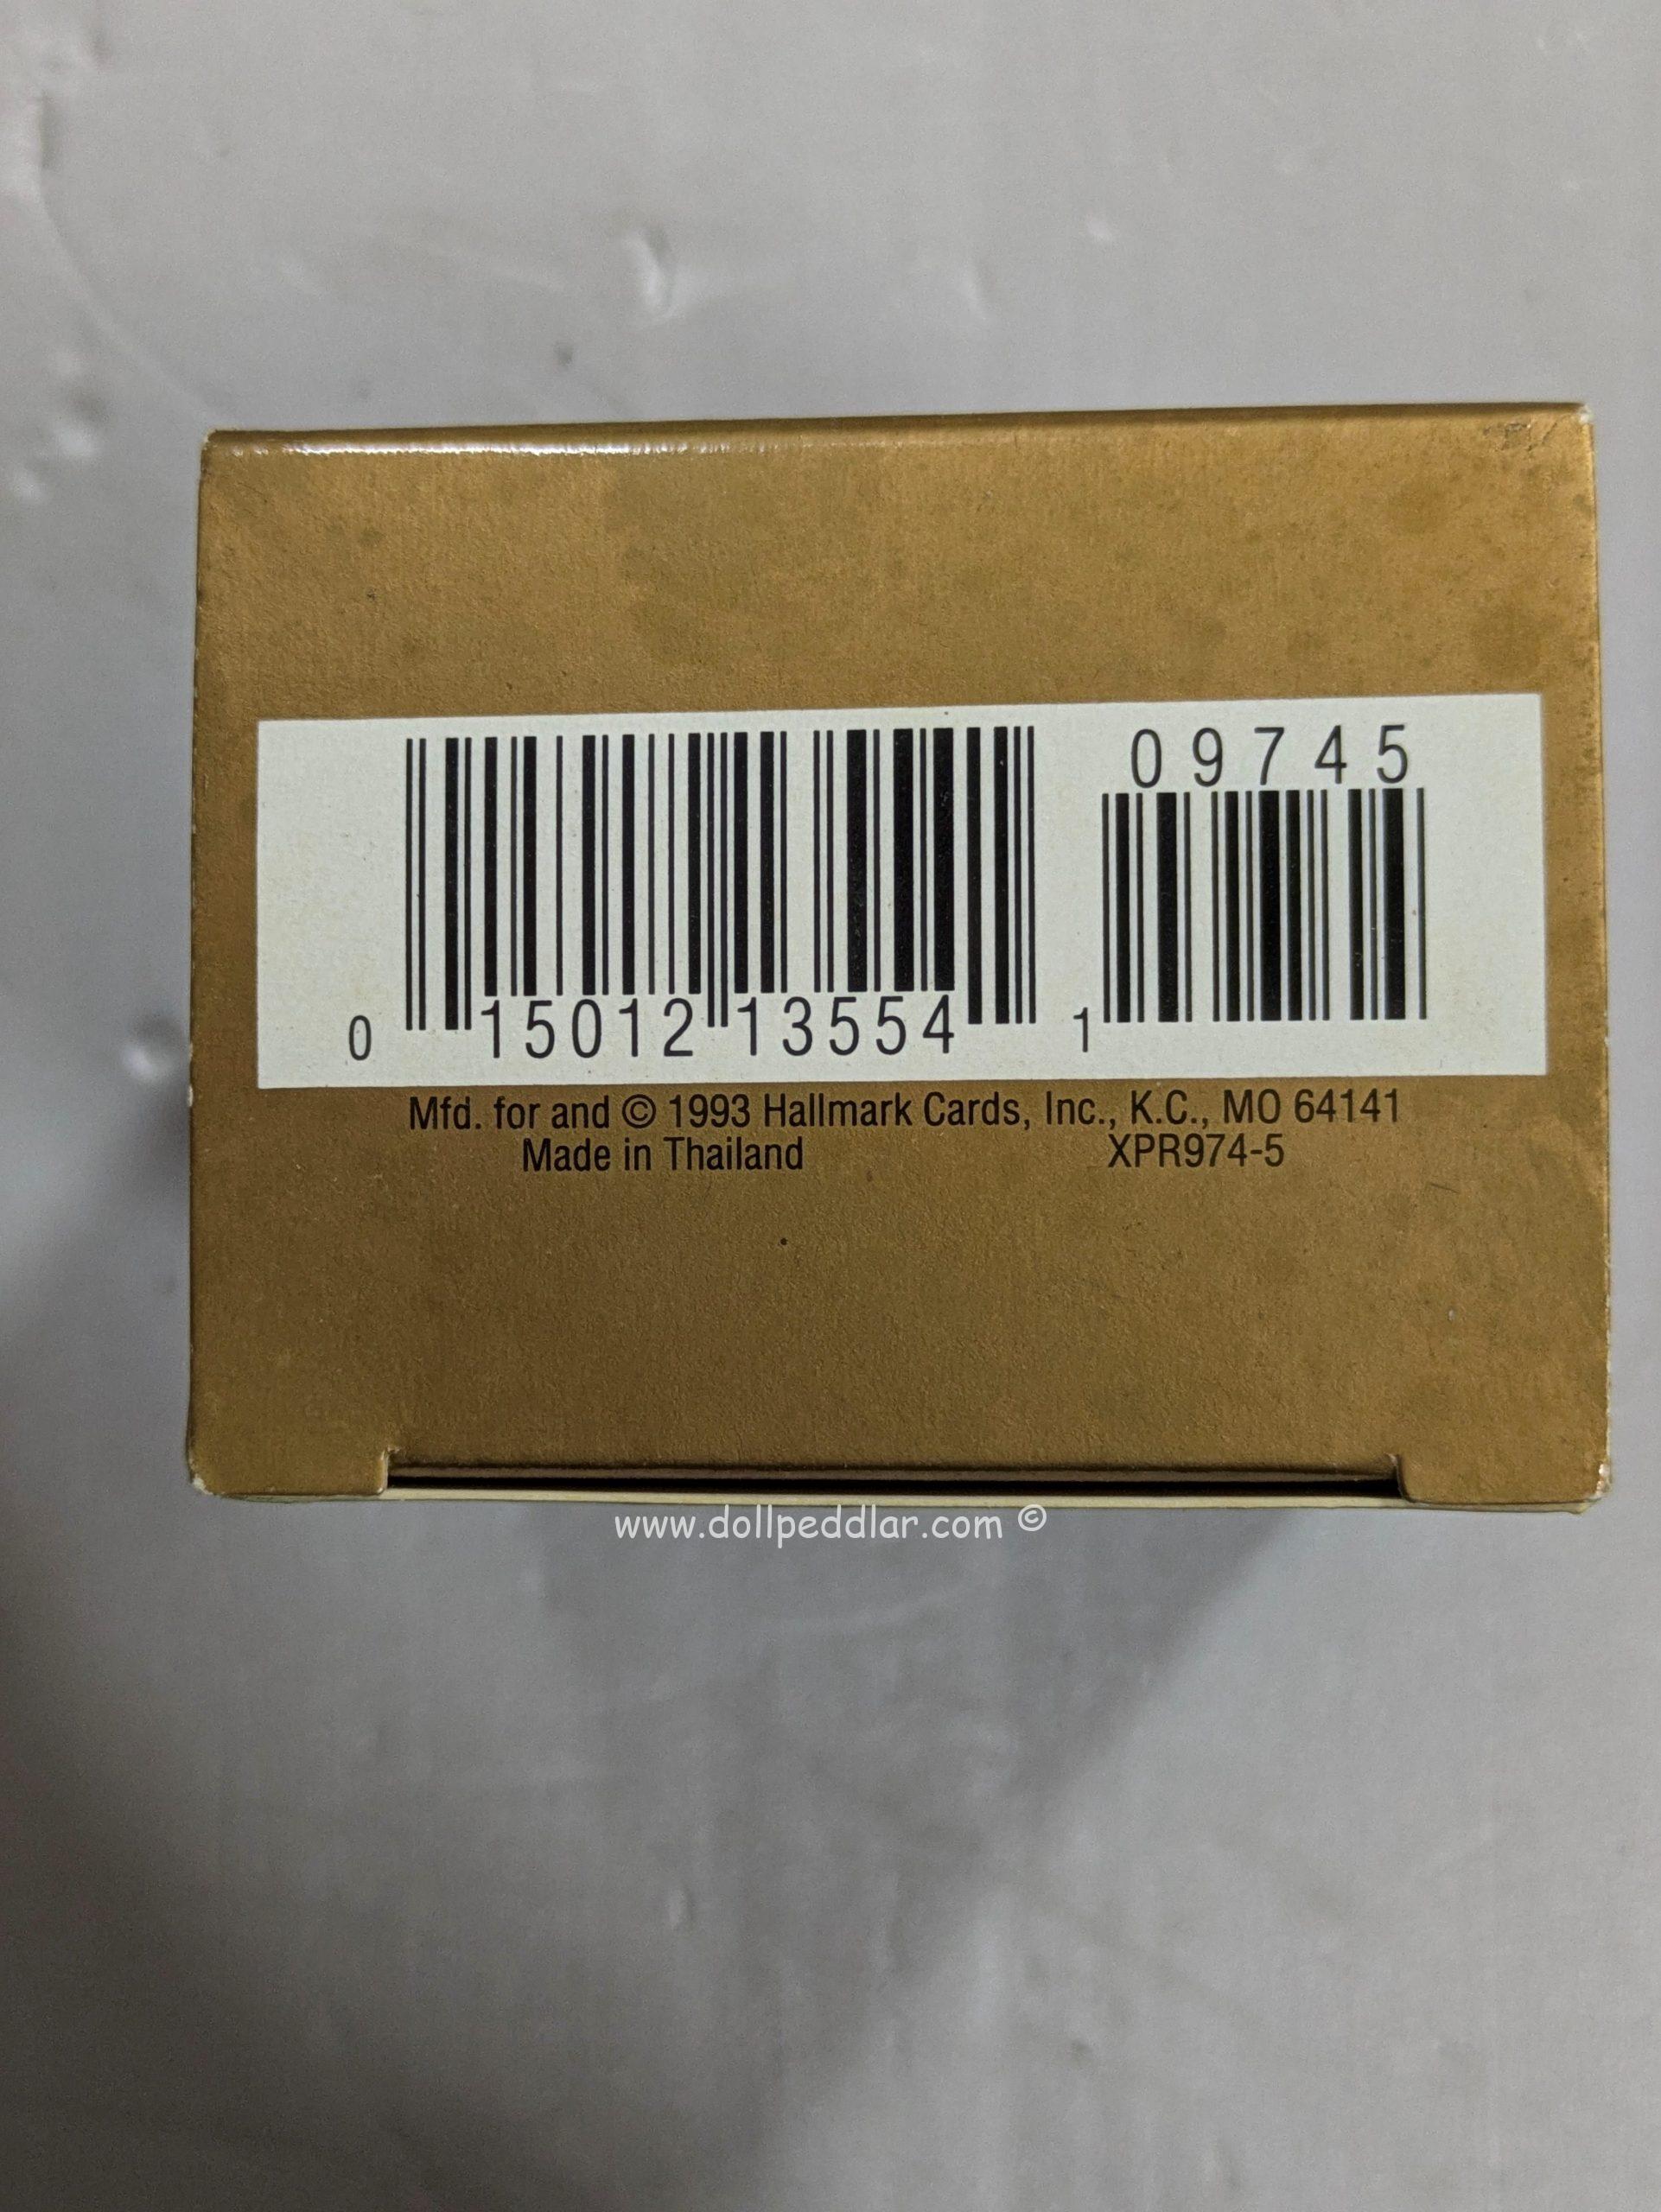 09745
0 15012 13554 1
Mfd. for and © 1993 Hallmark Cards, Inc., K.C., MO 64141
Made in Thailand XPR974-5
www.dollpeddlar.com ©